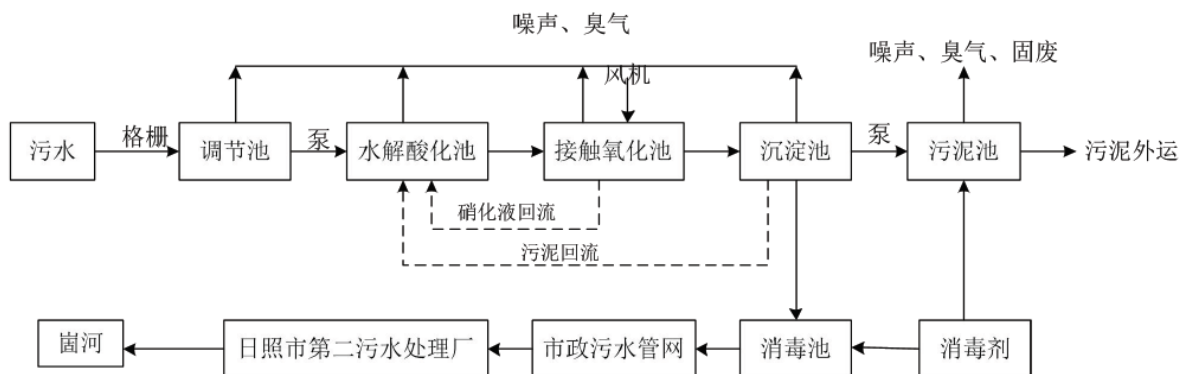 噪声、臭气
噪声、臭气、固废
风机
污水
格栅
调节池
泵
水解酸化池
接触氧化池
沉淀池
泵
污泥池
污泥外运
硝化液回流
污泥回流
崮河
日照市第二污水处理厂
市政污水管网
消毒池
消毒剂